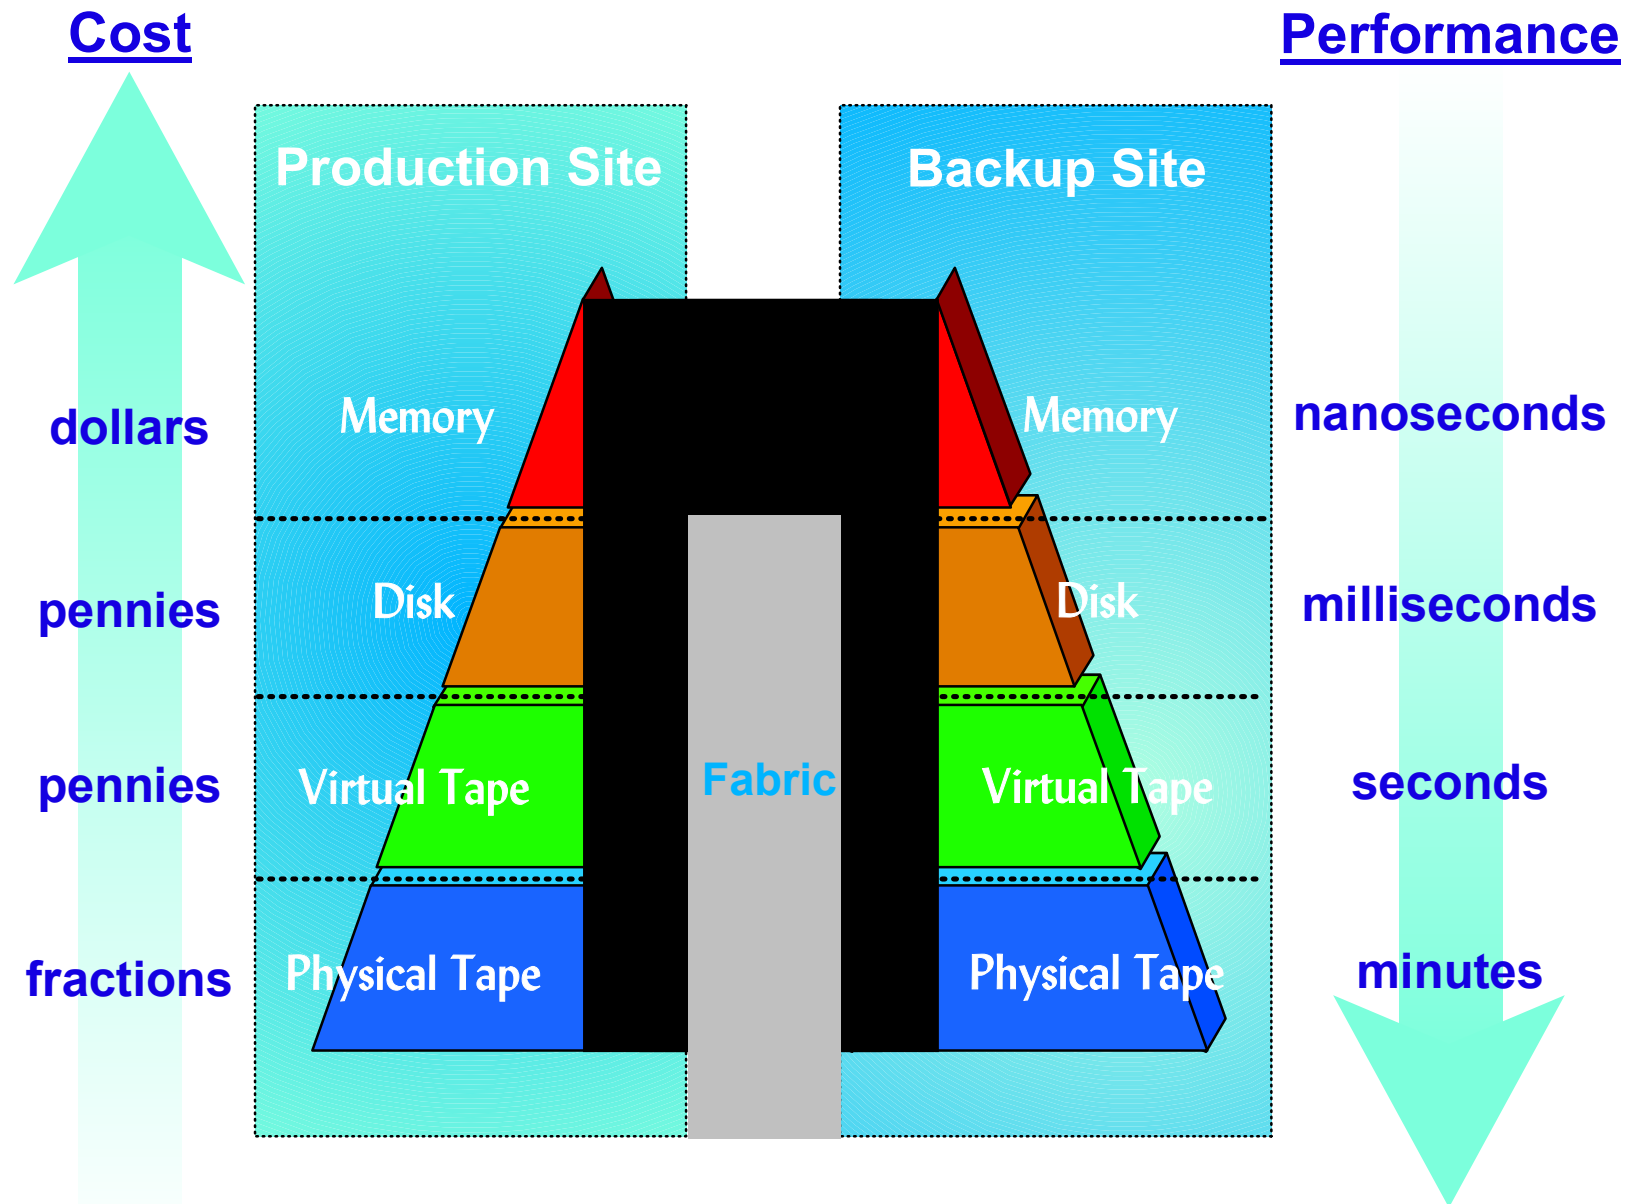 Cost
Performance
Production Site
Backup Site
dollars
Memory
Memory
nanoseconds
pennies
Disk
Disk
milliseconds
pennies
Virtual Tape
Fabric
Virtual Tape
seconds
fractions
Physical Tape
Physical Tape
minutes